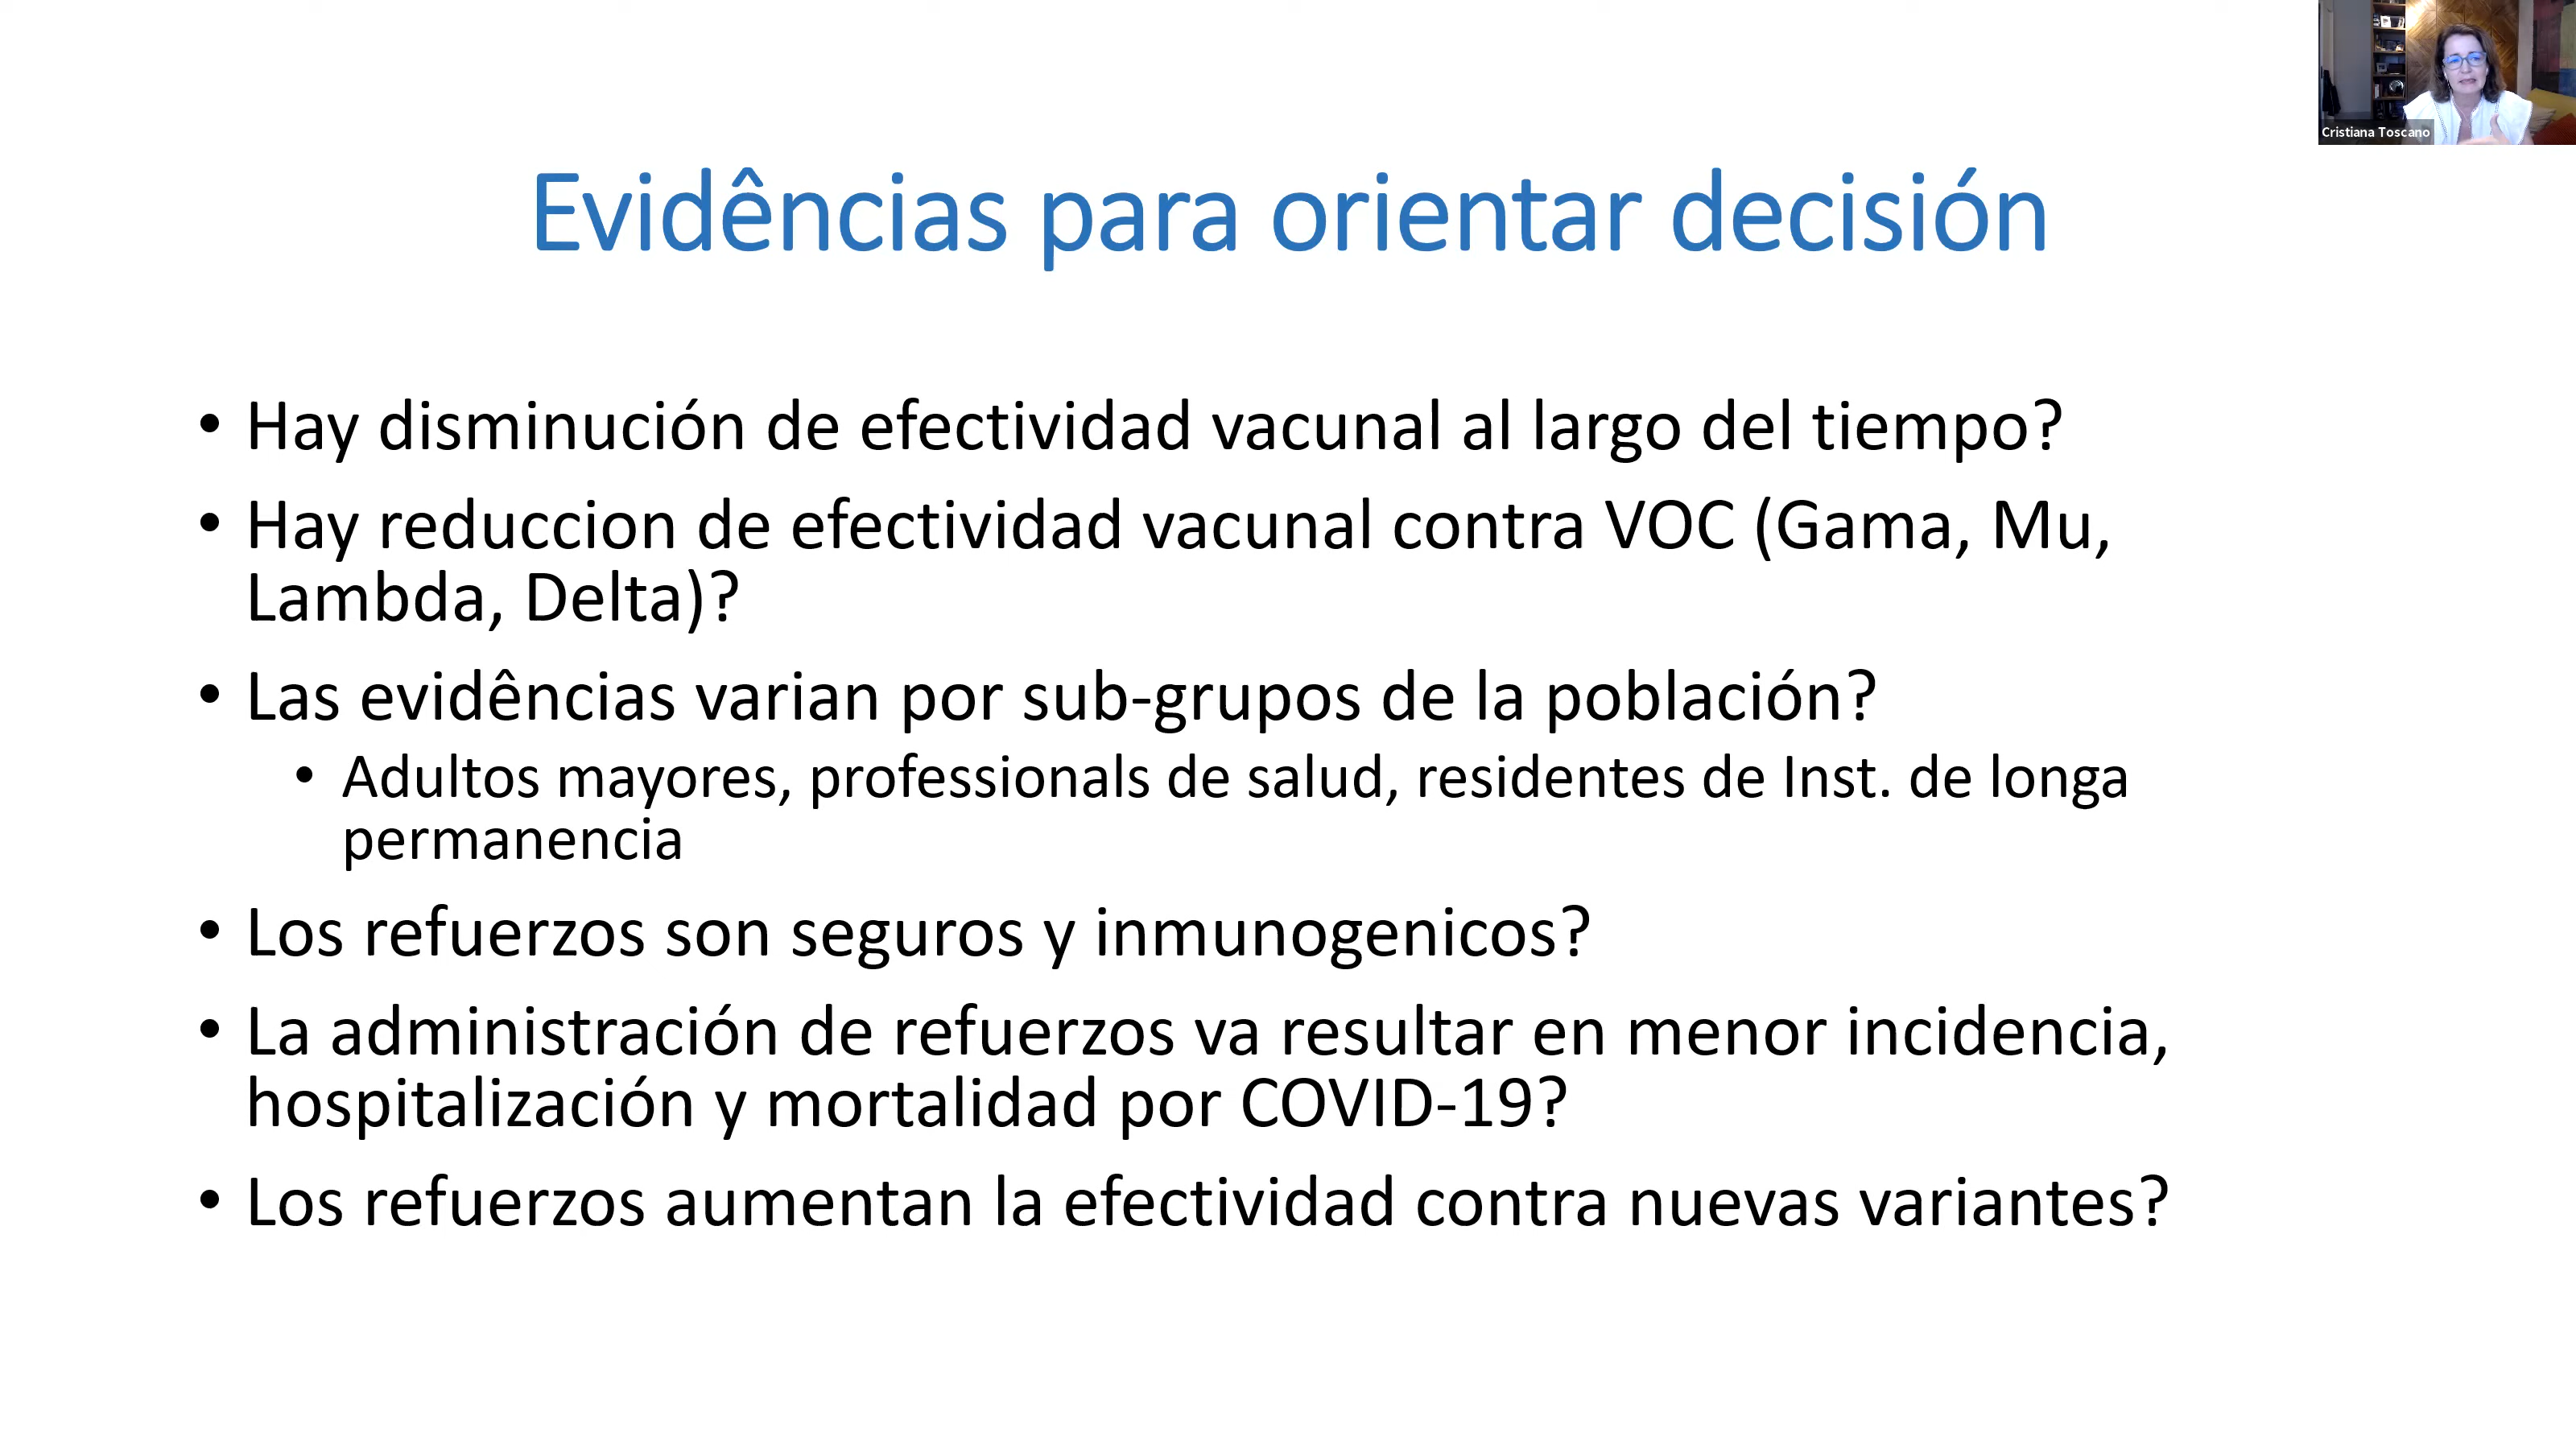 Cristiana Toscano
Evidências para orientar decisión
• Hay disminución de efectividad vacunal al largo del tiempo?
• Hay reduccion de efectividad vacunal contra VOC (Gama, Mu,
Lambda, Delta)?
• Las evidências varian por sub-grupos de la población?
• Adultos mayores, professionals de salud, residentes de Inst. de longa
permanencia
• Los refuerzos son seguros y inmunogenicos?
• La administración de refuerzos va resultar en menor incidencia,
hospitalización y mortalidad por COVID-19?
• Los refuerzos aumentan la efectividad contra nuevas variantes?